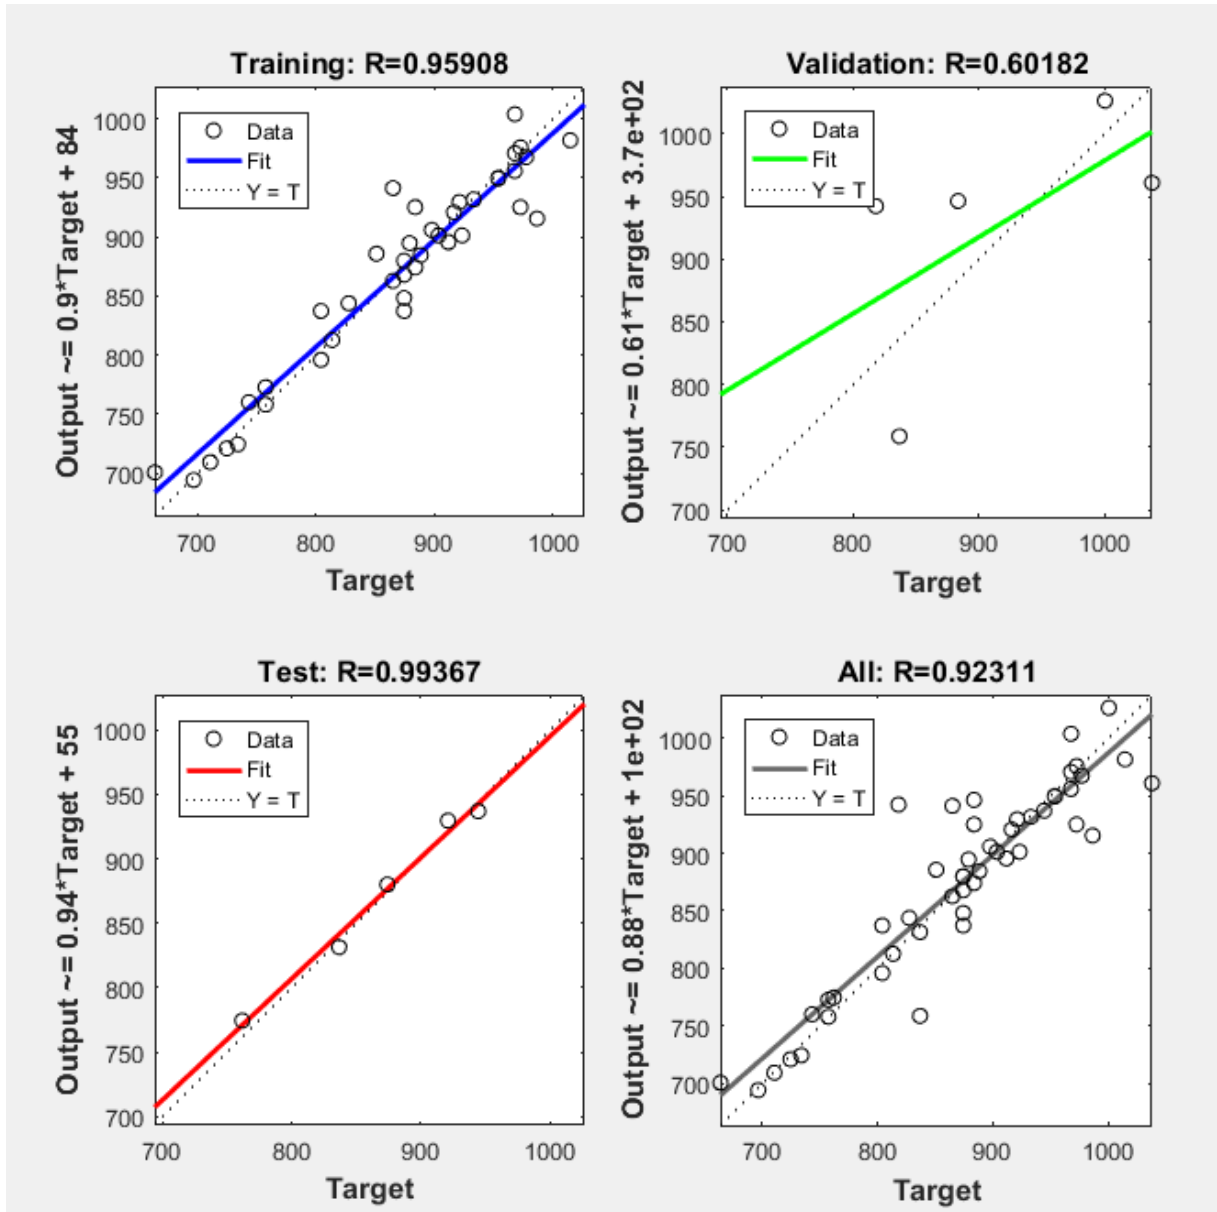 Training: R=0.95908
Output ~= 0.9*Target + 84
Data
Fit
Y = T
1000
950
900
850
800
750
700
700 800 900 1000
Target
Validation: R=0.60182
Output ~= 0.61*Target + 3.7e+02
Data
Fit
Y = T
1000
950
900
850
800
750
700
700 800 900 1000
Target
Test: R=0.99367
Output ~= 0.94*Target + 55
Data
Fit
Y = T
1000
950
900
850
800
750
700
700 800 900 1000
Target
All: R=0.92311
Output ~= 0.88*Target + 1e+02
Data
Fit
Y = T
1000
950
900
850
800
750
700
700 800 900 1000
Target